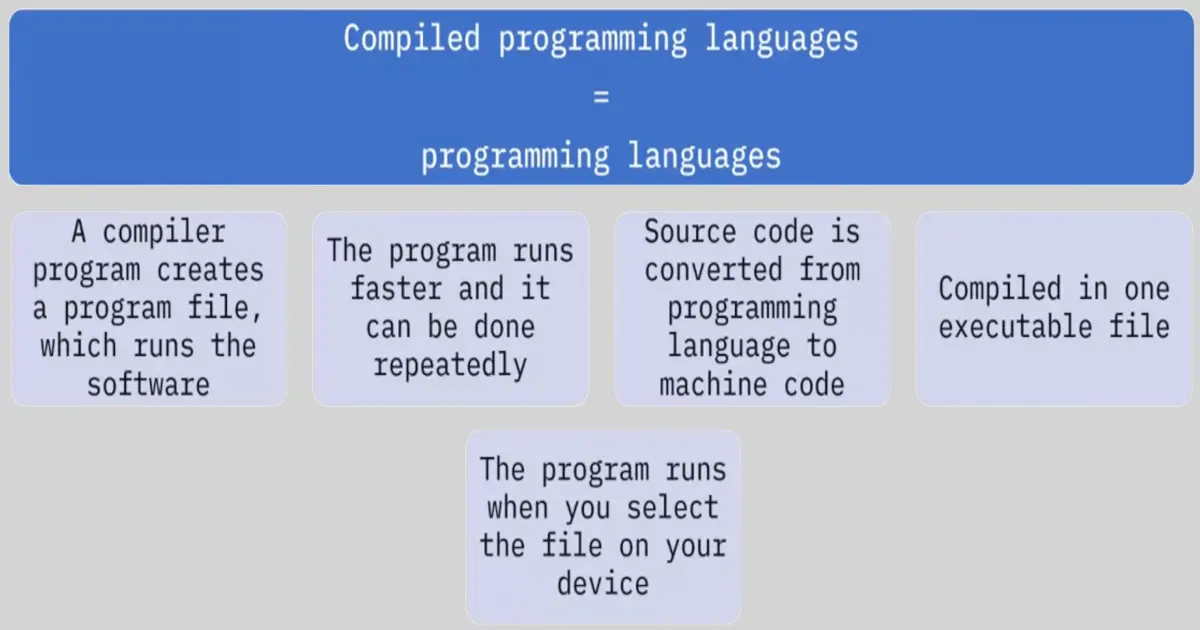 Compiled programming languages
=
programming languages
A compiler
program creates
a program file,
which runs the
software
The program runs
faster and it
can be done
repeatedly
Source code is
converted from
programming
language to
machine code
Compiled in one
executable file
The program runs
when you select
the file on your
device